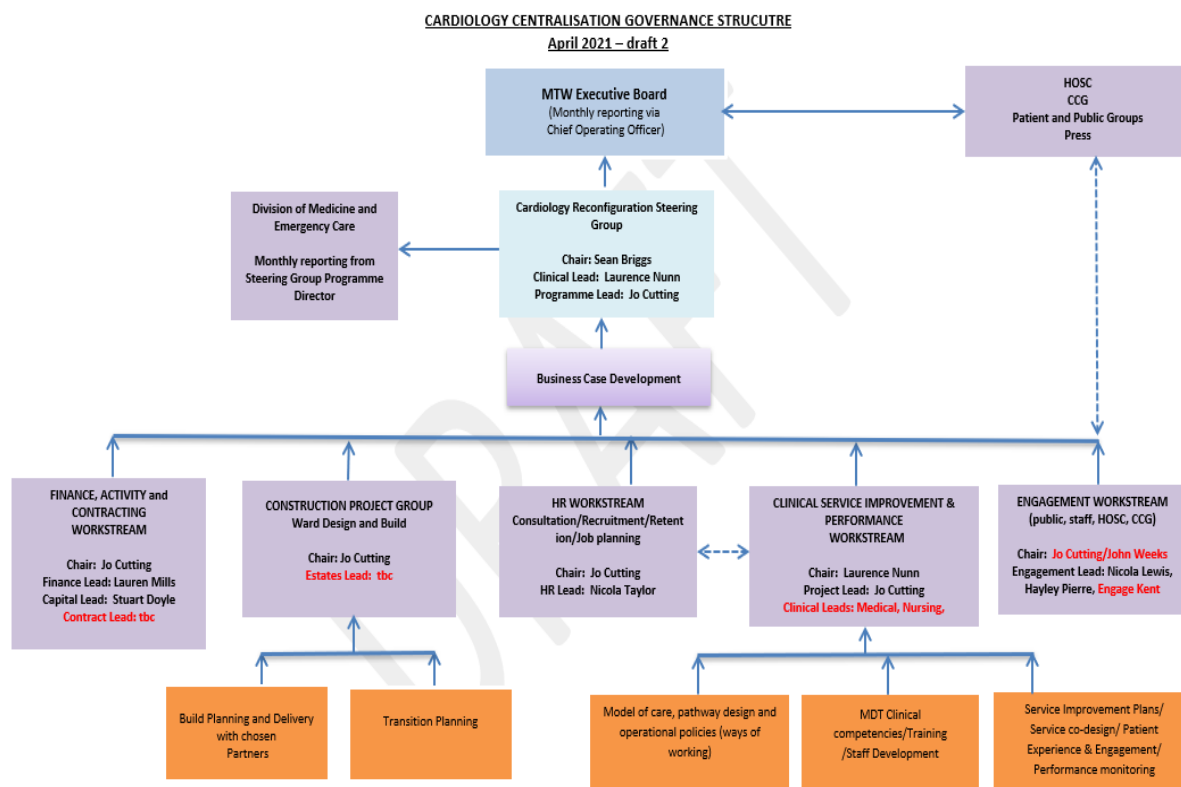 CARDIOLOGY CENTRALISATION GOVERNANCE STRUCUTRE
April 2021 – draft 2
MTW Executive Board
(Monthly reporting via
Chief Operating Officer)
HOSC
CCG
Patient and Public Groups
Press
Division of Medicine and
Emergency Care
Monthly reporting from
Steering Group Programme
Director
Cardiology Reconfiguration Steering
Group
Chair: Sean Briggs
Clinical Lead: Laurence Nunn
Programme Lead: Jo Cutting
Business Case Development
FINANCE, ACTIVITY and
CONTRACTING
WORKSTREAM
Chair: Jo Cutting
Finance Lead: Lauren Mills
Capital Lead: Stuart Doyle
Contract Lead: tbc
CONSTRUCTION PROJECT GROUP
Ward Design and Build
Chair: Jo Cutting
Estates Lead: tbc
HR WORKSTREAM
Consultation/Recruitment/Retent
ion/Job planning
Chair: Jo Cutting
HR Lead: Nicola Taylor
CLINICAL SERVICE IMPROVEMENT &
PERFORMANCE
WORKSTREAM
Chair: Laurence Nunn
Project Lead: Jo Cutting
Clinical Leads: Medical, Nursing,
ENGAGEMENT WORKSTREAM
(public, staff, HOSC, CCG)
Chair: Jo Cutting/John Weeks
Engagement Lead: Nicola Lewis,
Hayley Pierre, Engage Kent
Build Planning and Delivery
with chosen
Partners
Transition Planning
Model of care, pathway design and
operational policies (ways of
working)
MDT Clinical
competencies/Training
/Staff Development
Service Improvement Plans/
Service co-design/ Patient
Experience & Engagement/
Performance monitoring
DRAFT